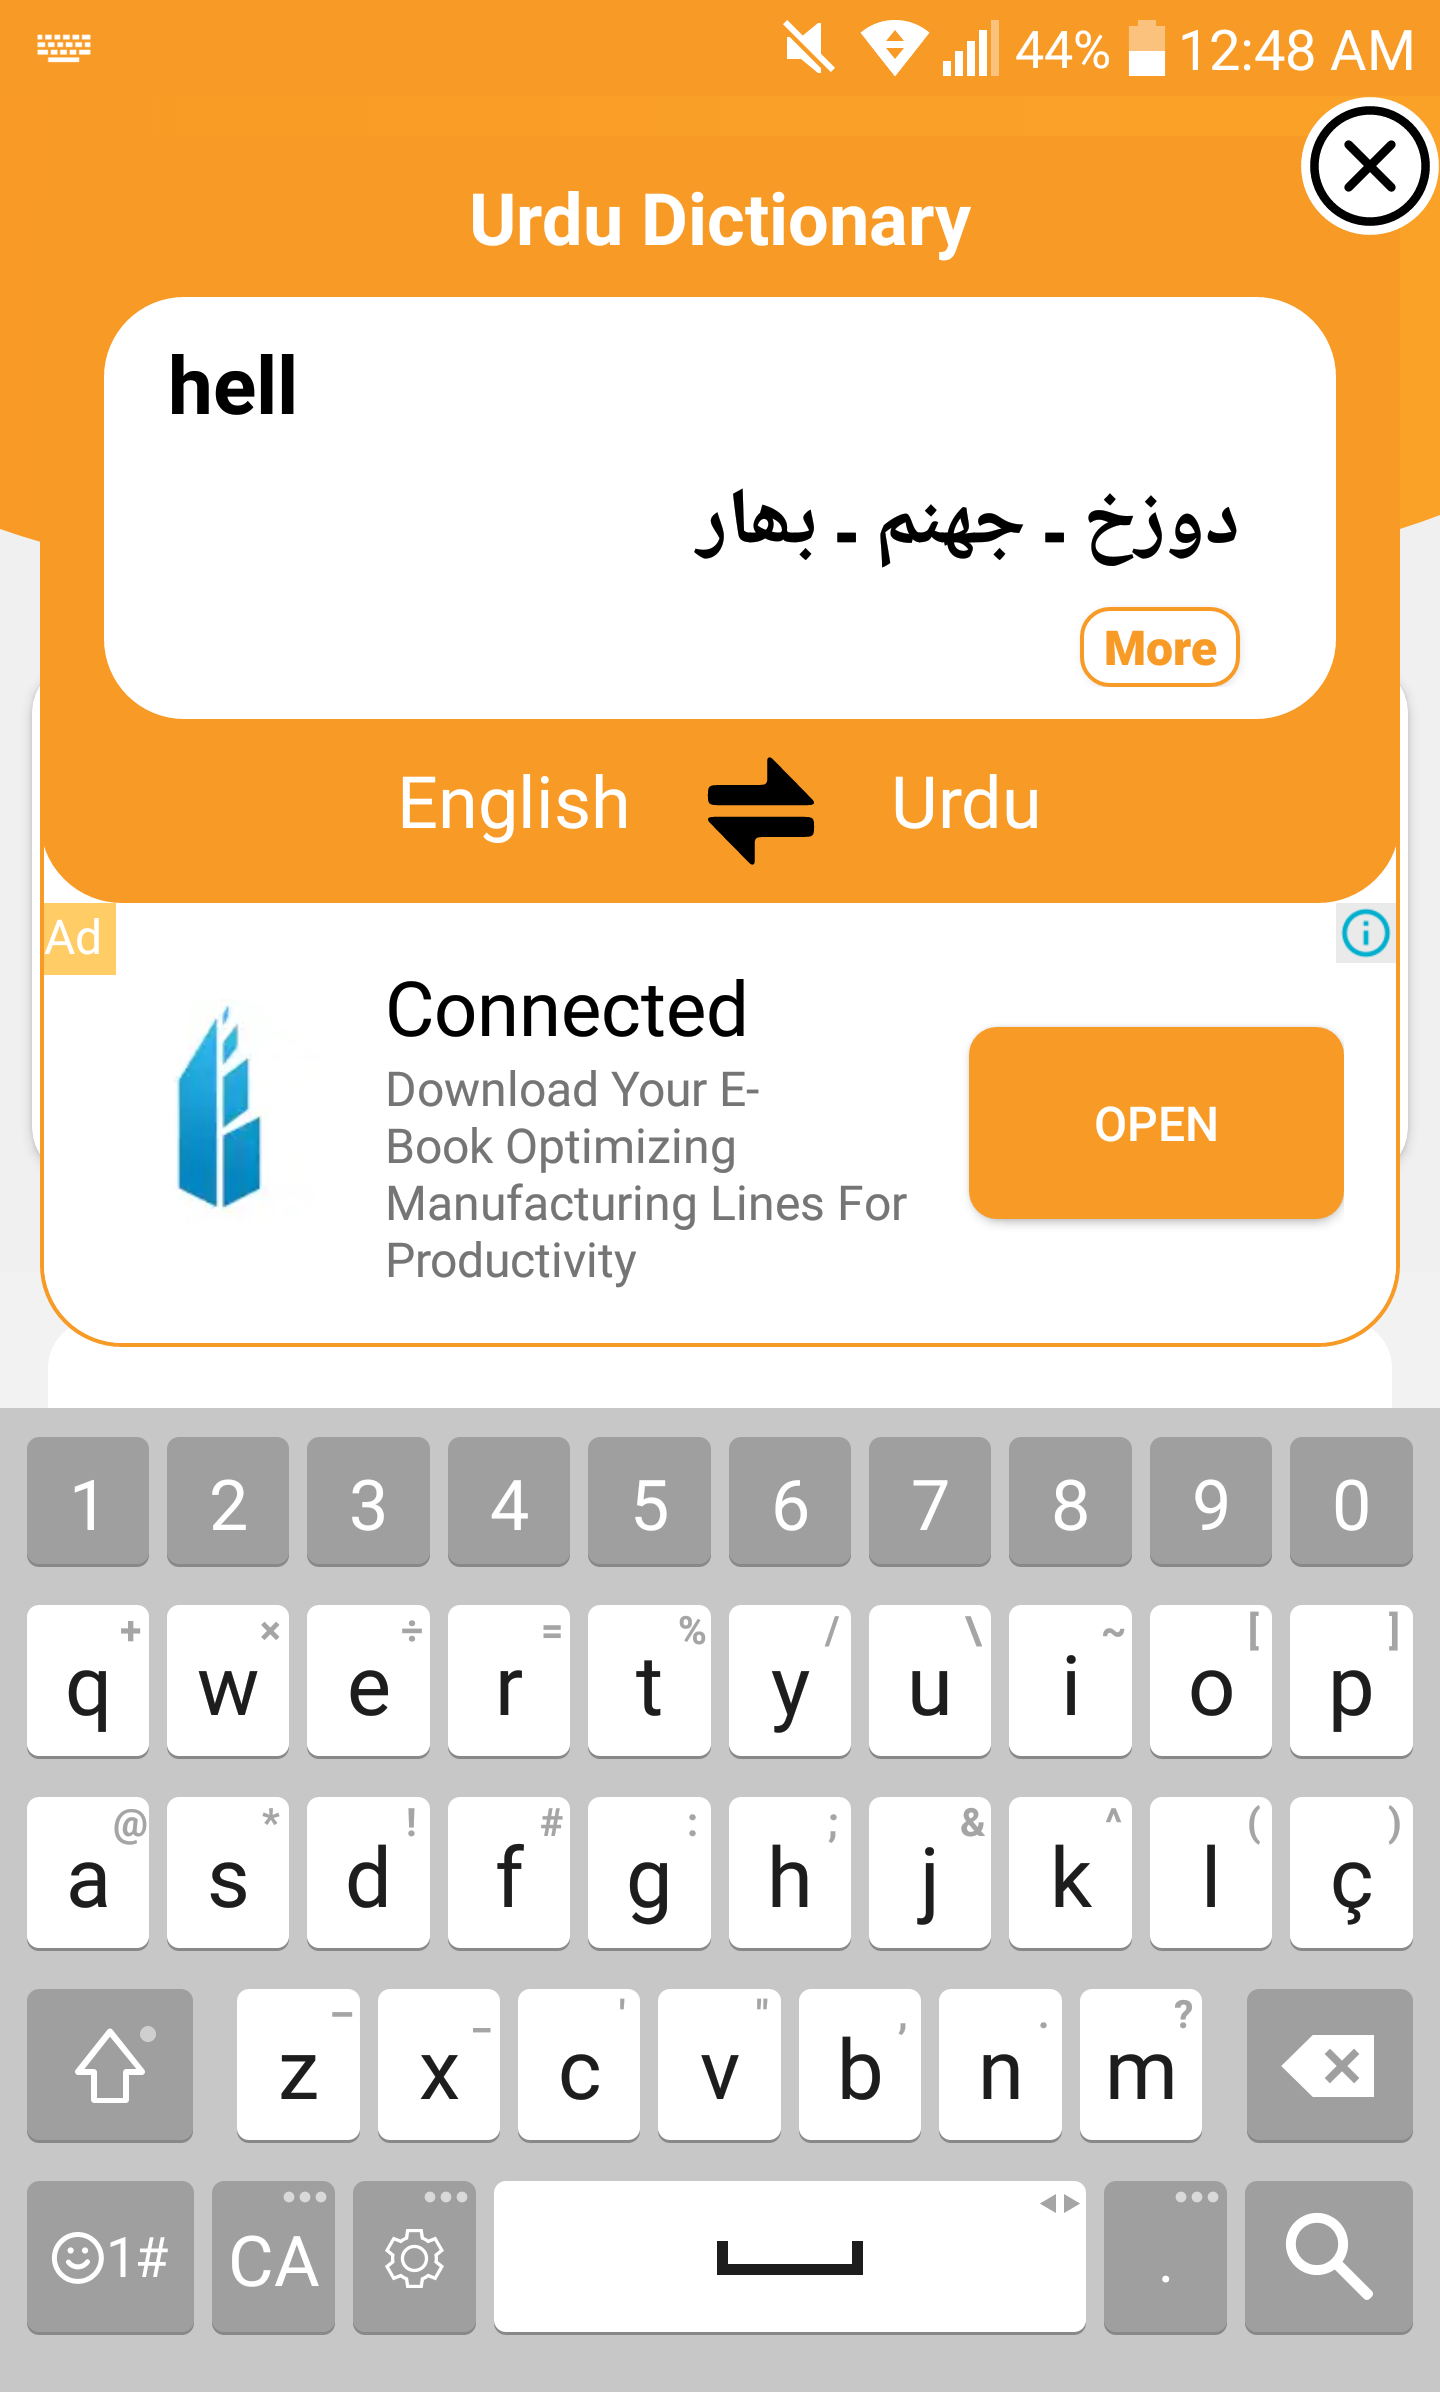 44% 12:48 AM
Urdu Dictionary
hell
دوزخ ـ جهنم ـ بهار
More
English Urdu
Ad
Connected
Download Your E-
Book Optimizing
Manufacturing Lines For
Productivity
OPEN
1 2 3 4 5 6 7 8 9 0
+ × ÷ = % / \ ~ [ ]
q w e r t y u i o p
@ * ! # : ; & ^ ( )
a s d f g h j k l ç
– _ ' " , . ?
z x c v b n m
1# CA .